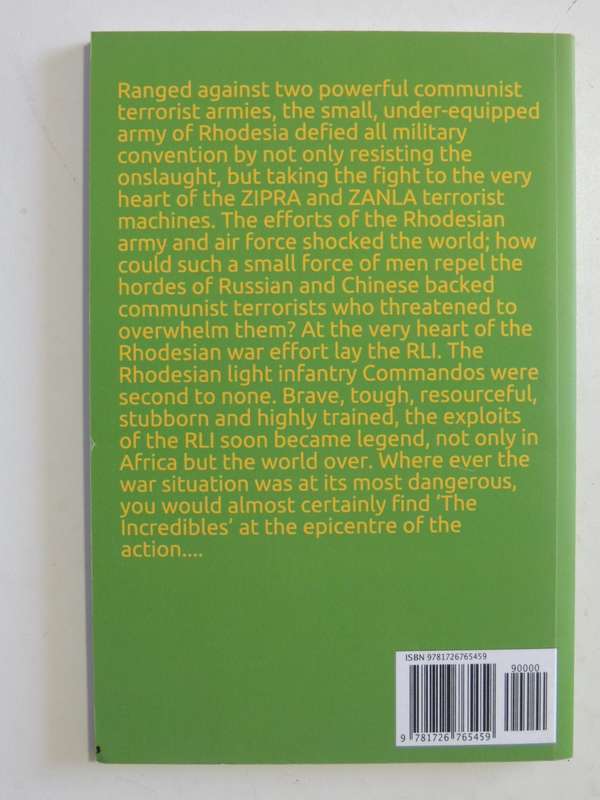 Ranged against two powerful communist
terrorist armies, the small, under-equipped
army of Rhodesia defied all military
convention by not only resisting the
onslaught, but taking the fight to the very
heart of the ZIPRA and ZANLA terrorist
machines. The efforts of the Rhodesian
army and air force shocked the world; how
could such a small force of men repel the
hordes of Russian and Chinese backed
communist terrorists who threatened to
overwhelm them? At the very heart of the
Rhodesian war effort lay the RLI. The
Rhodesian light infantry Commandos were
second to none. Brave, tough, resourceful,
stubborn and highly trained, the exploits
of the RLI soon became legend, not only in
Africa but the world over. Where ever the
war situation was at its most dangerous,
you would almost certainly find ‘The
Incredibles’ at the epicentre of the
action....
ISBN 9781726765459
90000
9 781726 765459